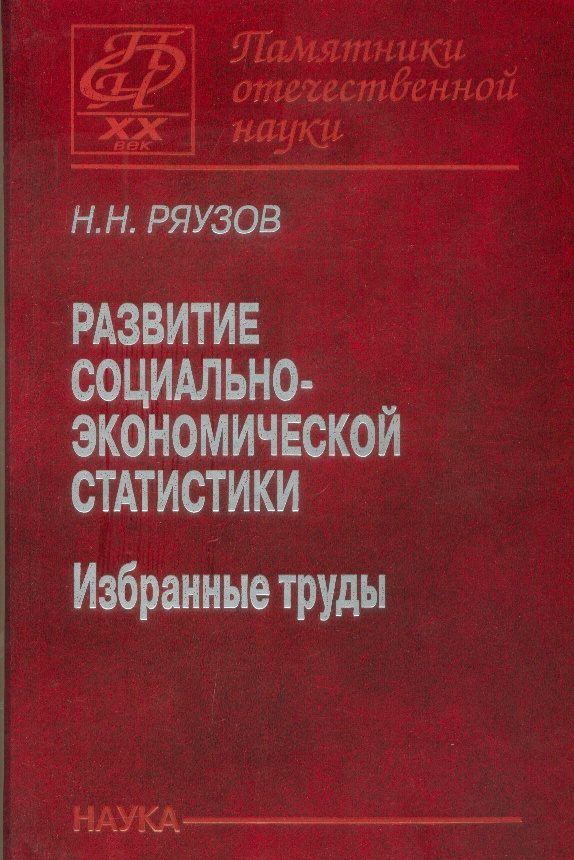 Памятники
отечественной
науки
XX
век
Н.Н. РЯУЗОВ
РАЗВИТИЕ
СОЦИАЛЬНО-
ЭКОНОМИЧЕСКОЙ
СТАТИСТИКИ
Избранные труды
НАУКА